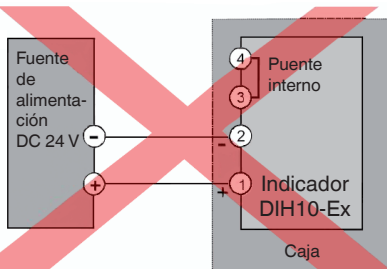 Fuente
de
alimenta-
ción
DC 24 V
−
+
4
3
2
1
-
+
Puente
interno
Indicador
DIH10-Ex
Caja